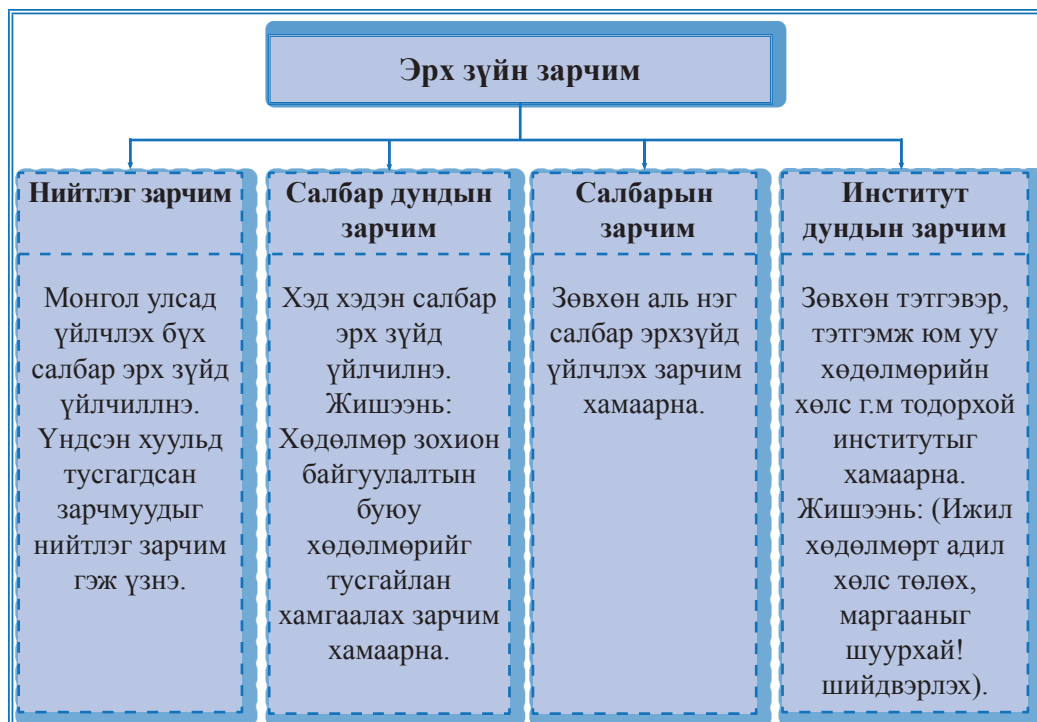 Эрх зүйн зарчим
Нийтлэг зарчим
Монгол улсад
үйлчлэх бүх
салбар эрх зүйд
үйлчиллнэ.
Үндсэн хуульд
тусгагдсан
зарчмуудыг
нийтлэг зарчим
гэж үзнэ.
Салбар дундын
зарчим
Хэд хэдэн салбар
эрх зүйд
үйлчилнэ.
Жишээнь:
Хөдөлмөр зохион
байгуулалтын
буюу
хөдөлмөрийг
тусгайлан
хамгаалах зарчим
хамаарна.
Салбарын
зарчим
Зөвхөн аль нэг
салбар эрхзүйд
үйлчлэх зарчим
хамаарна.
Институт
дундын зарчим
Зөвхөн тэтгэвэр,
тэтгэмж юм уу
хөдөлмөрийн
хөлс г.м тодорхой
институтыг
хамаарна.
Жишээнь: (Ижил
хөдөлмөрт адил
хөлс төлөх,
маргааныг
шуурхай!
шийдвэрлэх).